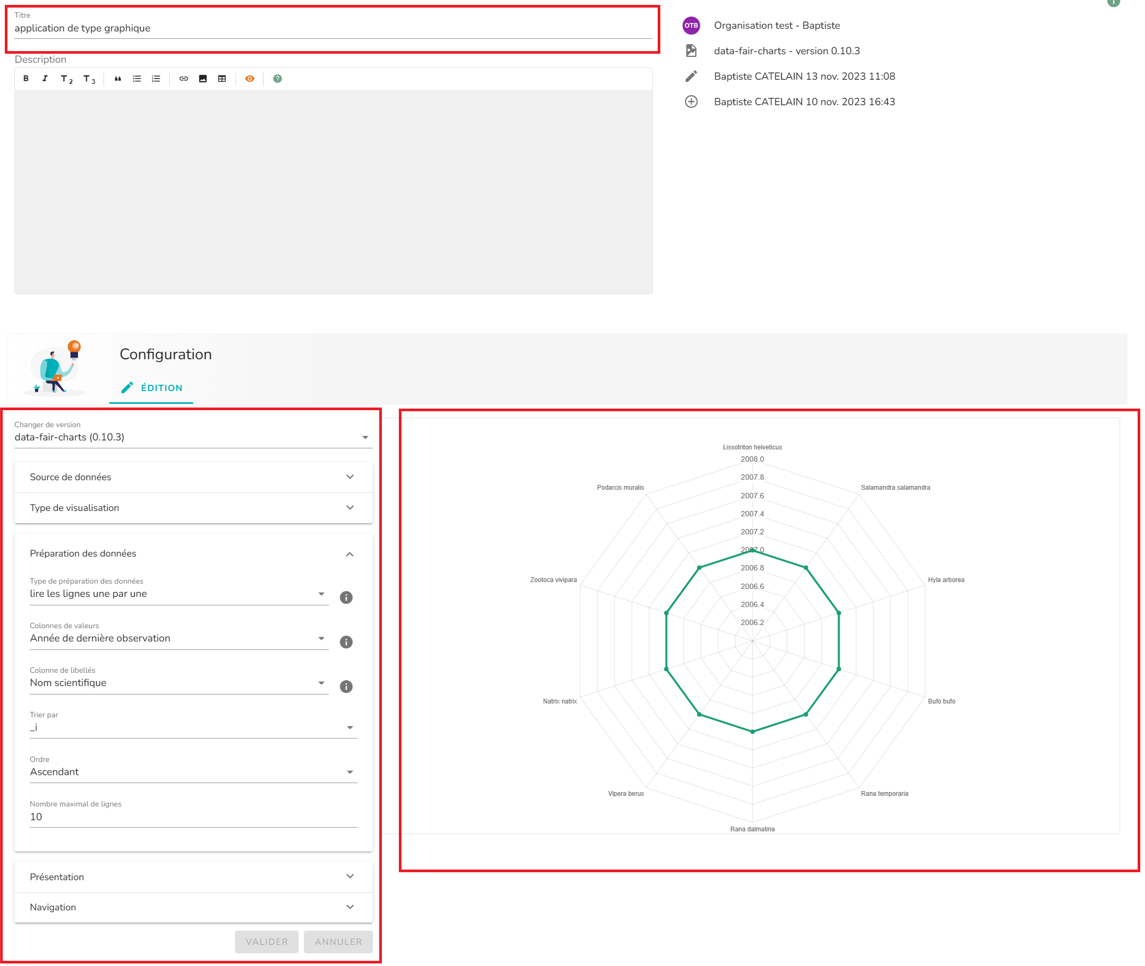 Titre
application de type graphique
Description
B I T2 T3
OTB Organisation test - Baptiste
data-fair-charts - version 0.10.3
Baptiste CATELAIN 13 nov. 2023 11:08
Baptiste CATELAIN 10 nov. 2023 16:43
Configuration
ÉDITION
Changer de version
data-fair-charts (0.10.3)
Source de données
Type de visualisation
Préparation des données
Type de préparation des données
lire les lignes une par une
Colonnes de valeurs
Année de dernière observation
Colonne de libellés
Nom scientifique
Trier par
_i
Ordre
Ascendant
Nombre maximal de lignes
10
Présentation
Navigation
VALIDER ANNULER
Lissotriton helveticus
2008.0
2007.8
Podarcis muralis
Salamandra salamandra
2007.6
2007.4
2007.2
2007.0
2006.8
Zootoca vivipara
Hyla arborea
2006.6
2006.4
2006.2
Natrix natrix
Bufo bufo
Vipera berus
Rana temporaria
Rana dalmatina